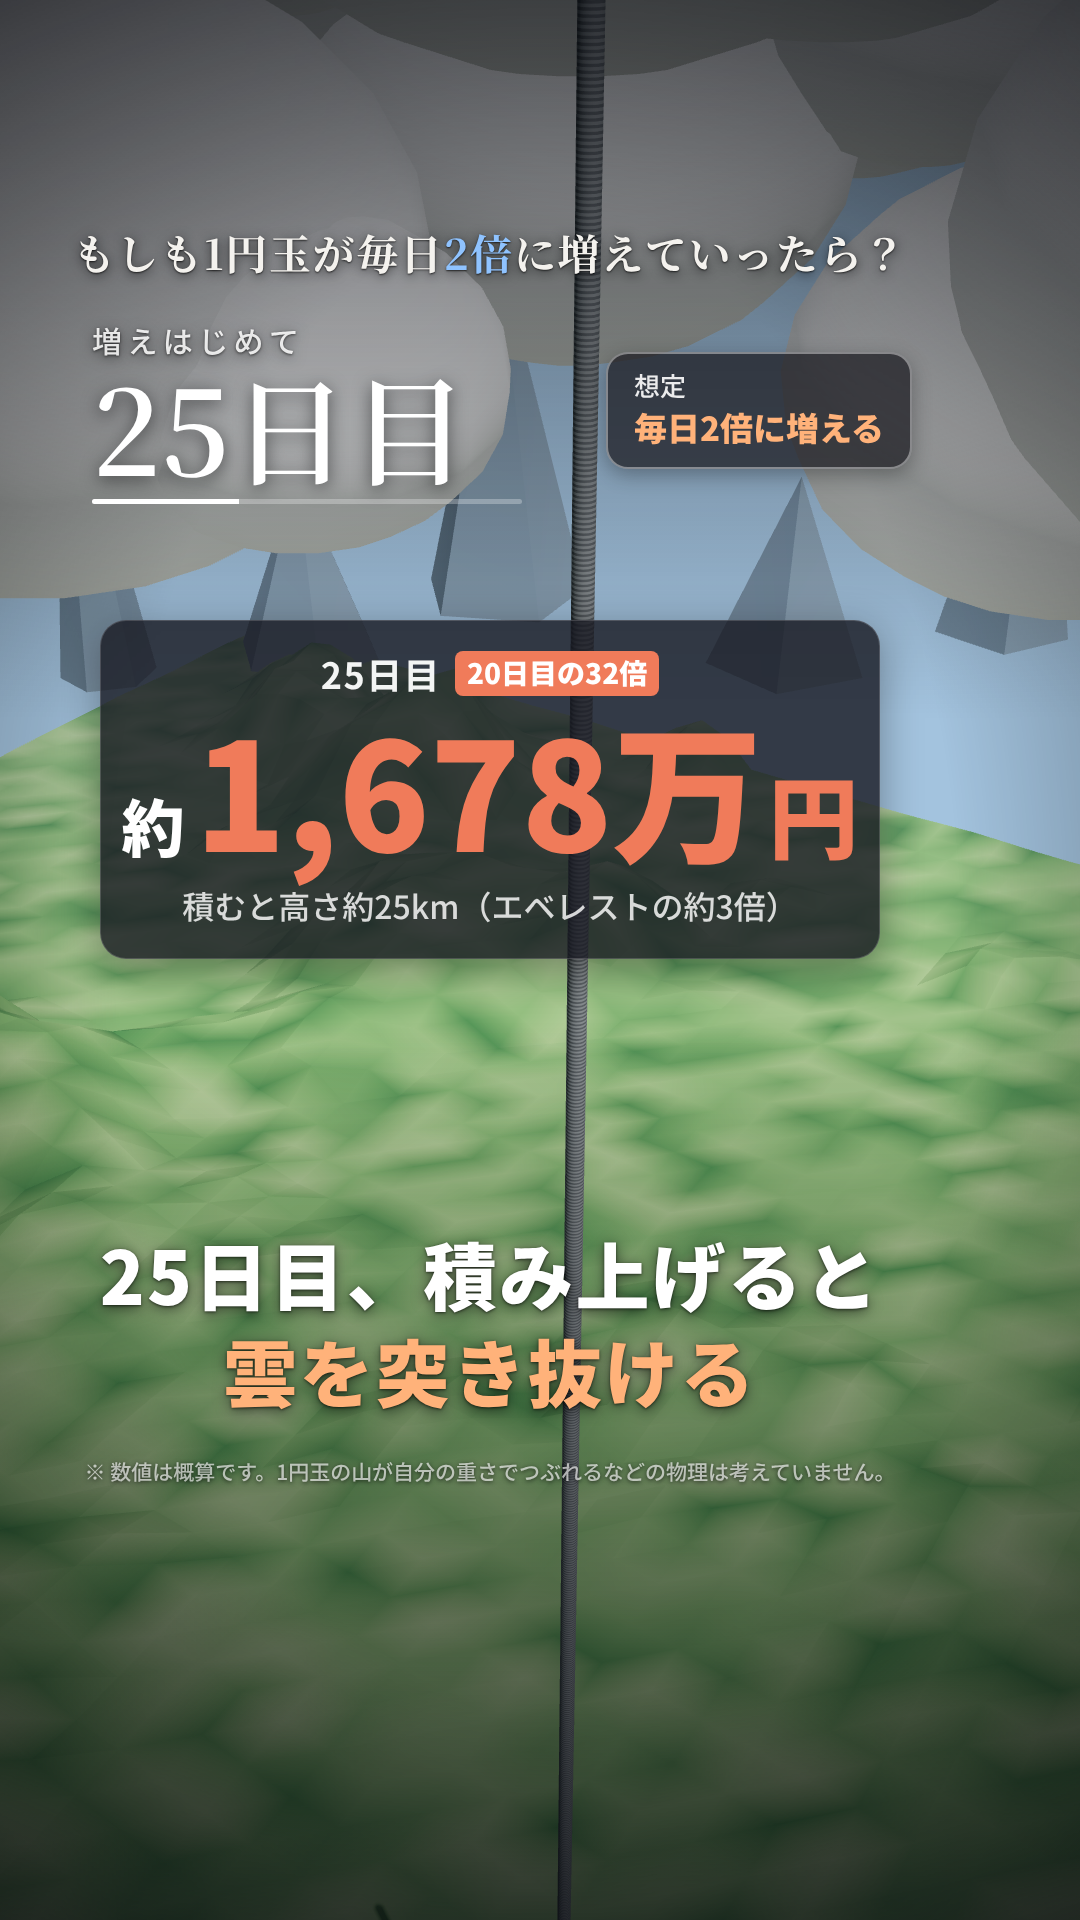 もしも1円玉が毎日2倍に増えていったら？
増えはじめて
25日目
想定
毎日2倍に増える
25日目 20日目の32倍
約1,678万円
積むと高さ約25km（エベレストの約3倍）
25日目、積み上げると
雲を突き抜ける
※ 数値は概算です。1円玉の山が自分の重さでつぶれるなどの物理は考えていません。